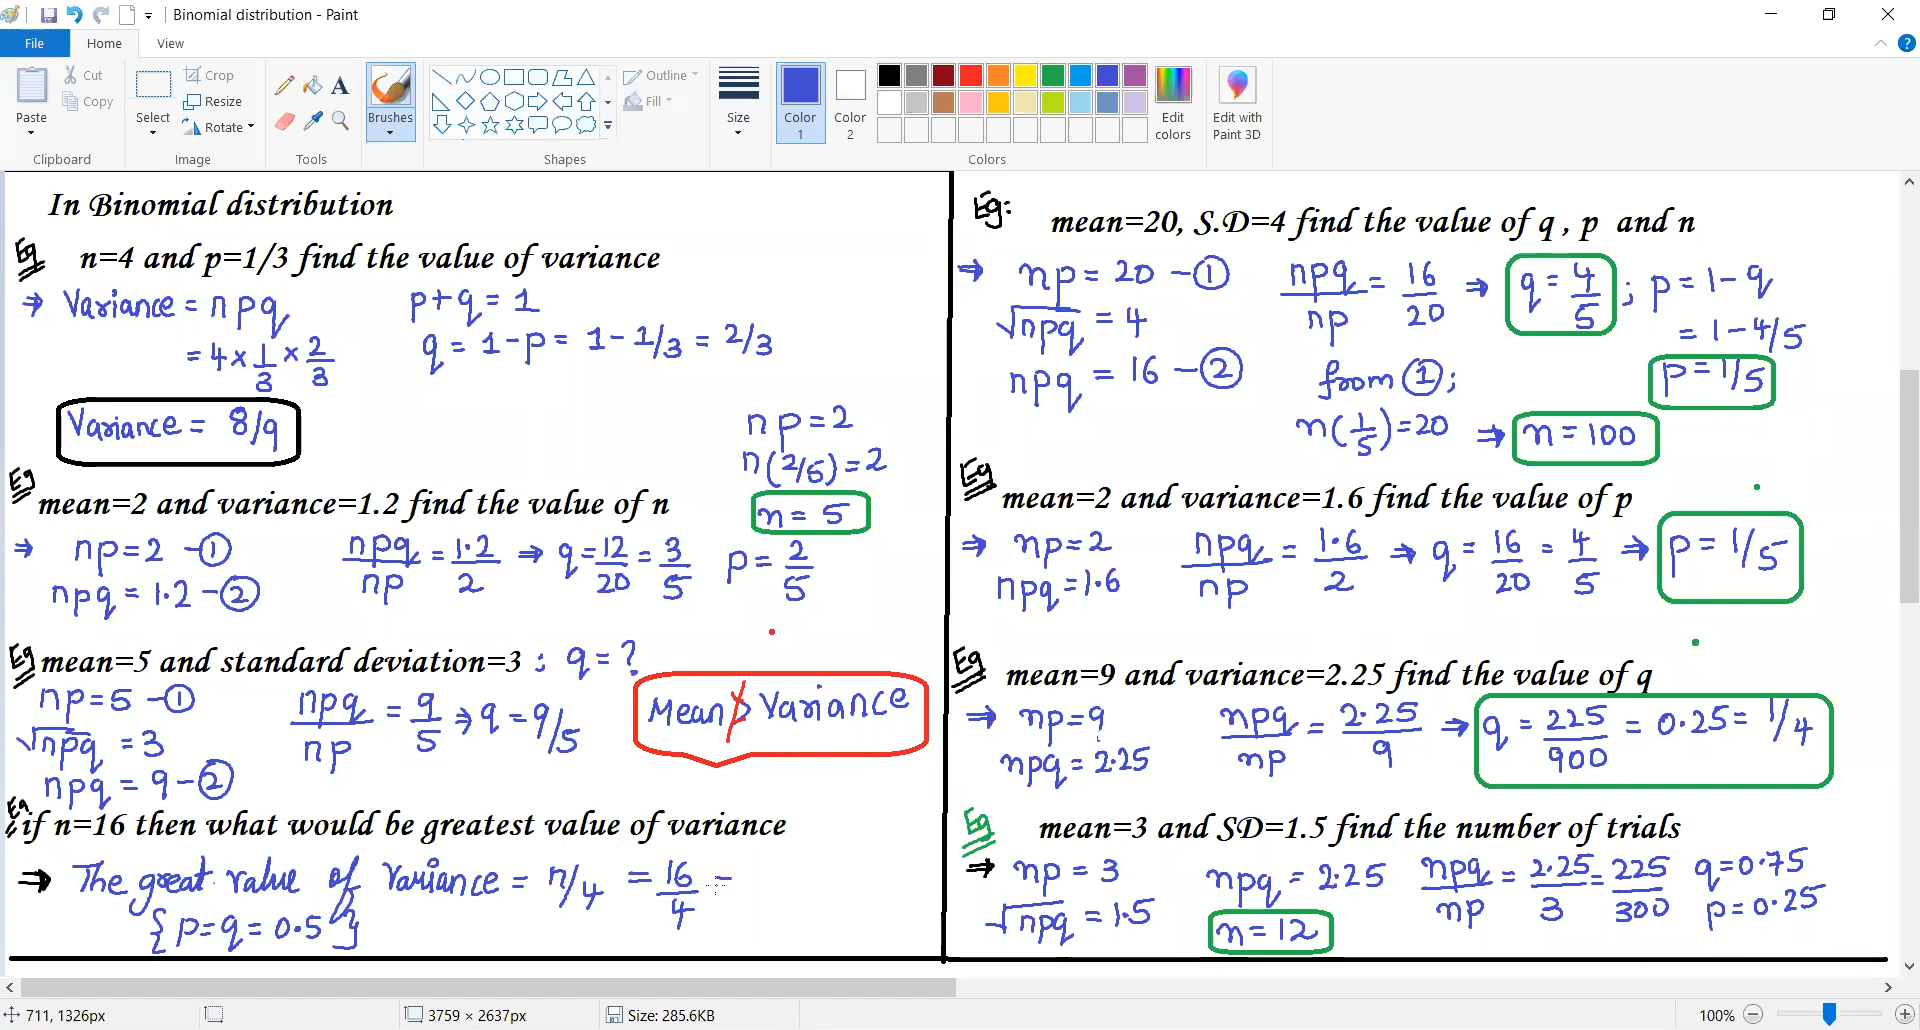 Binomial distribution - Paint
File Home View
Paste
Cut
Copy
Clipboard
Select
Crop
Resize
Rotate
Image
Tools
Brushes
Shapes
Outline
Fill
Size
Color 1
Color 2
Colors
Edit colors
Edit with Paint 3D
In Binomial distribution
Eg n=4 and p=1/3 find the value of variance
⇒ Variance = npq
= 4 × 1/3 × 2/3
p+q = 1
q = 1-p = 1 - 1/3 = 2/3
Variance = 8/9
Eg mean=2 and variance=1.2 find the value of n
⇒ np=2 -①
npq = 1.2 -②
npq/np = 1.2/2 ⇒ q = 12/20 = 3/5
p = 2/5
np=2
n(2/5)=2
n = 5
Eg mean=5 and standard deviation=3 ; q = ?
np=5 -①
√npq = 3
npq = 9 -②
npq/np = 9/5 ⇒ q = 9/5
Mean > Variance
Eg if n=16 then what would be greatest value of variance
⇒ The great value of Variance = n/4 = 16/4 =
{p=q=0.5}
Eg: mean=20, S.D=4 find the value of q , p and n
⇒ np = 20 -①
√npq = 4
npq = 16 -②
npq/np = 16/20 ⇒ q = 4/5 ; p = 1-q
= 1-4/5
p = 1/5
from ①;
n(1/5)=20 ⇒ n = 100
Eg mean=2 and variance=1.6 find the value of p
⇒ np=2
npq=1.6
npq/np = 1.6/2 ⇒ q = 16/20 = 4/5 ⇒ p = 1/5
Eg mean=9 and variance=2.25 find the value of q
⇒ np=9
npq = 2.25
npq/np = 2.25/9 ⇒ q = 225/900 = 0.25 = 1/4
Eg mean=3 and SD=1.5 find the number of trials
⇒ np = 3
√npq = 1.5
npq = 2.25
n = 12
npq/np = 2.25/3 = 225/300
q=0.75
p=0.25
711, 1326px
3759 × 2637px
Size: 285.6KB
100%